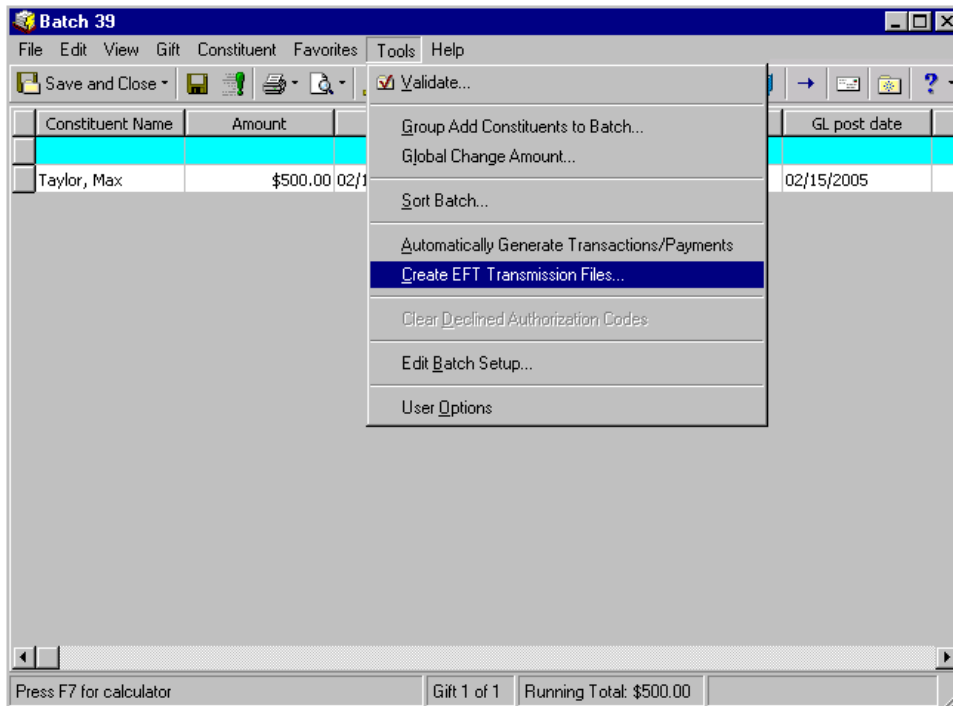 Batch 39
File Edit View Gift Constituent Favorites Tools Help
Save and Close
Validate...
Group Add Constituents to Batch...
Global Change Amount...
Sort Batch...
Automatically Generate Transactions/Payments
Create EFT Transmission Files...
Clear Declined Authorization Codes
Edit Batch Setup...
User Options
Constituent Name Amount GL post date
Taylor, Max $500.00 02/1 02/15/2005
Press F7 for calculator Gift 1 of 1 Running Total: $500.00